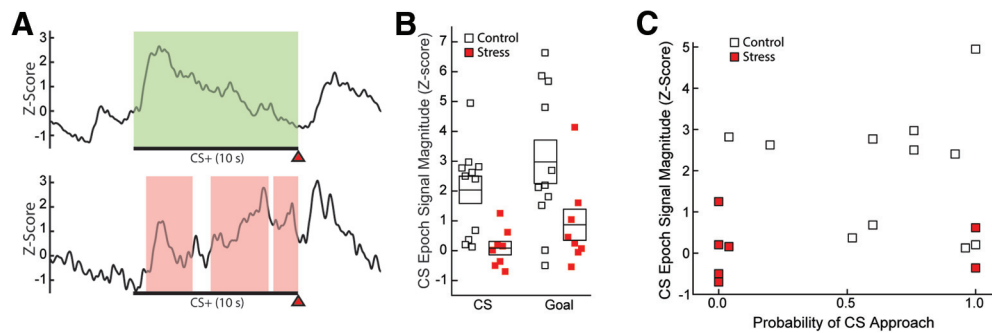 A
Z-Score
3
2
1
0
-1
CS+ (10 s)
Z-Score
3
2
1
0
-1
CS+ (10 s)
B
CS Epoch Signal Magnitude (Z-score)
7
6
5
4
3
2
1
0
-1
Control
Stress
CS
Goal
C
CS Epoch Signal Magnitude (Z-Score)
5
4
3
2
1
0
-1
Control
Stress
0.0
0.5
1.0
Probability of CS Approach